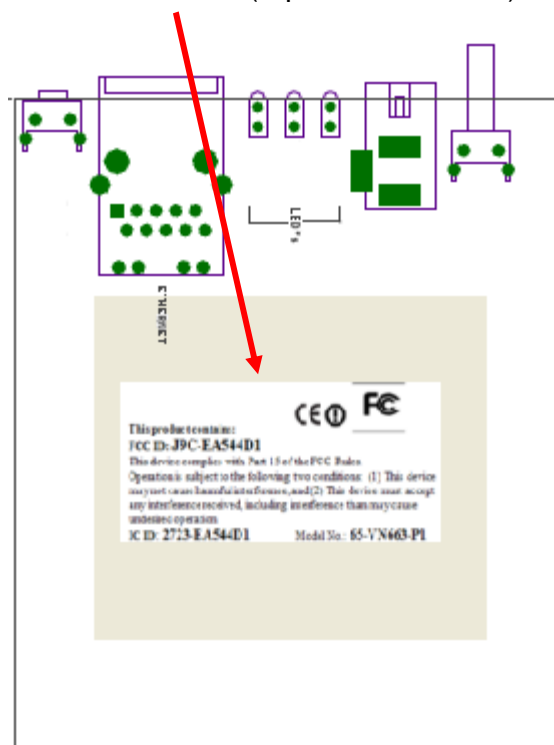 LED's
ETHERNET
CE FC
This product contains:
FCC ID: J9C-EA544D1
This device complies with Part 15 of the FCC Rules.
Operation is subject to the following two conditions: (1) This device
may not cause harmful interference, and (2) This device must accept
any interference received, including interference than may cause
undesired operation
IC ID: 2723-EA544D1 Model No.: 65-VN663-P1